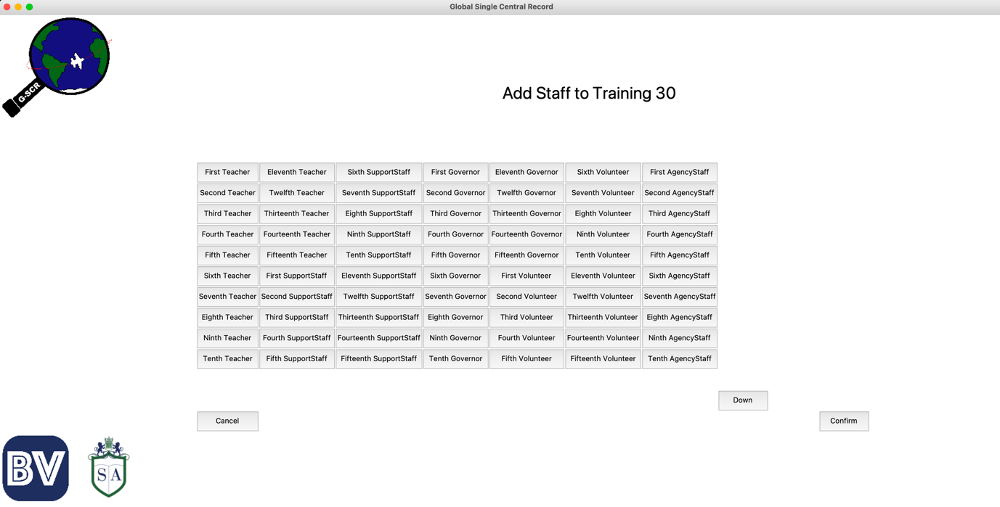 Global Single Central Record
G-SCR
Add Staff to Training 30
First Teacher Eleventh Teacher Sixth SupportStaff First Governor Eleventh Governor Sixth Volunteer First AgencyStaff
Second Teacher Twelfth Teacher Seventh SupportStaff Second Governor Twelfth Governor Seventh Volunteer Second AgencyStaff
Third Teacher Thirteenth Teacher Eighth SupportStaff Third Governor Thirteenth Governor Eighth Volunteer Third AgencyStaff
Fourth Teacher Fourteenth Teacher Ninth SupportStaff Fourth Governor Fourteenth Governor Ninth Volunteer Fourth AgencyStaff
Fifth Teacher Fifteenth Teacher Tenth SupportStaff Fifth Governor Fifteenth Governor Tenth Volunteer Fifth AgencyStaff
Sixth Teacher First SupportStaff Eleventh SupportStaff Sixth Governor First Volunteer Eleventh Volunteer Sixth AgencyStaff
Seventh Teacher Second SupportStaff Twelfth SupportStaff Seventh Governor Second Volunteer Twelfth Volunteer Seventh AgencyStaff
Eighth Teacher Third SupportStaff Thirteenth SupportStaff Eighth Governor Third Volunteer Thirteenth Volunteer Eighth AgencyStaff
Ninth Teacher Fourth SupportStaff Fourteenth SupportStaff Ninth Governor Fourth Volunteer Fourteenth Volunteer Ninth AgencyStaff
Tenth Teacher Fifth SupportStaff Fifteenth SupportStaff Tenth Governor Fifth Volunteer Fifteenth Volunteer Tenth AgencyStaff
Down
Cancel Confirm
BV SA